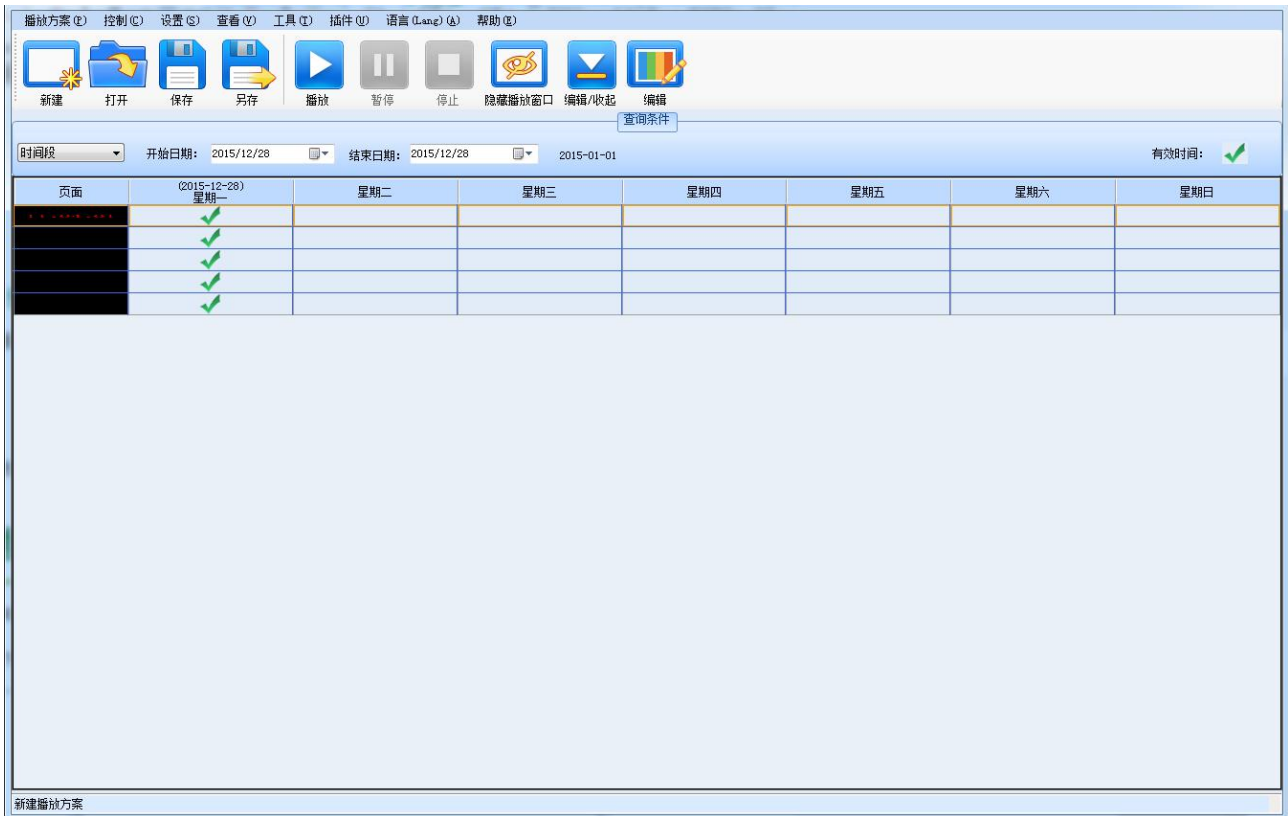 播放方案(P) 控制(C) 设置(S) 查看(V) 工具(T) 插件(U) 语言(Lang)(A) 帮助(E)
新建 打开 保存 另存 播放 暂停 停止 隐藏播放窗口 编辑/收起 编辑
查询条件
时间段 开始日期: 2015/12/28 结束日期: 2015/12/28 2015-01-01 有效时间:
页面 (2015-12-28) 星期二 星期三 星期四 星期五 星期六 星期日
星期一
新建播放方案